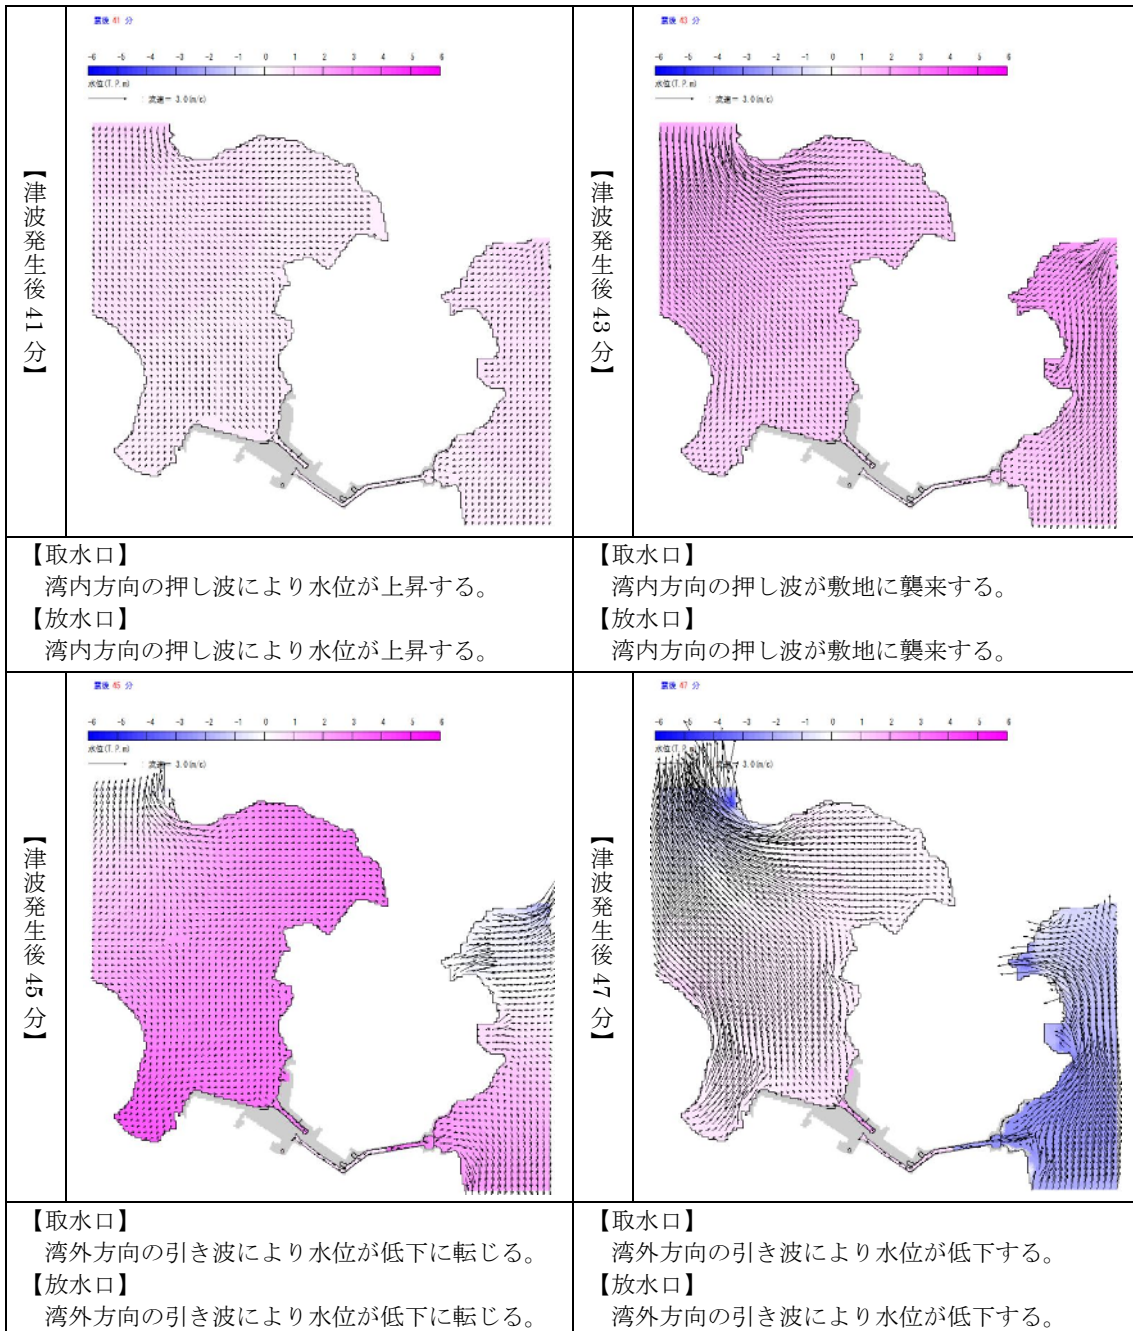 【津波発生後 41 分】
震後 41 分
-6 -5 -4 -3 -2 -1 0 1 2 3 4 5 6
水位(T.P.m)
: 流速= 3.0(m/s)
【取水口】
湾内方向の押し波により水位が上昇する。
【放水口】
湾内方向の押し波により水位が上昇する。
【津波発生後 43 分】
震後 43 分
-6 -5 -4 -3 -2 -1 0 1 2 3 4 5 6
水位(T.P.m)
: 流速= 3.0(m/s)
【取水口】
湾内方向の押し波が敷地に襲来する。
【放水口】
湾内方向の押し波が敷地に襲来する。
【津波発生後 45 分】
震後 45 分
-6 -5 -4 -3 -2 -1 0 1 2 3 4 5 6
水位(T.P.m)
: 流速= 3.0(m/s)
【取水口】
湾外方向の引き波により水位が低下に転じる。
【放水口】
湾外方向の引き波により水位が低下に転じる。
【津波発生後 47 分】
震後 47 分
-6 -5 -4 -3 -2 -1 0 1 2 3 4 5 6
水位(T.P.m)
: 流速= 3.0(m/s)
【取水口】
湾外方向の引き波により水位が低下する。
【放水口】
湾外方向の引き波により水位が低下する。